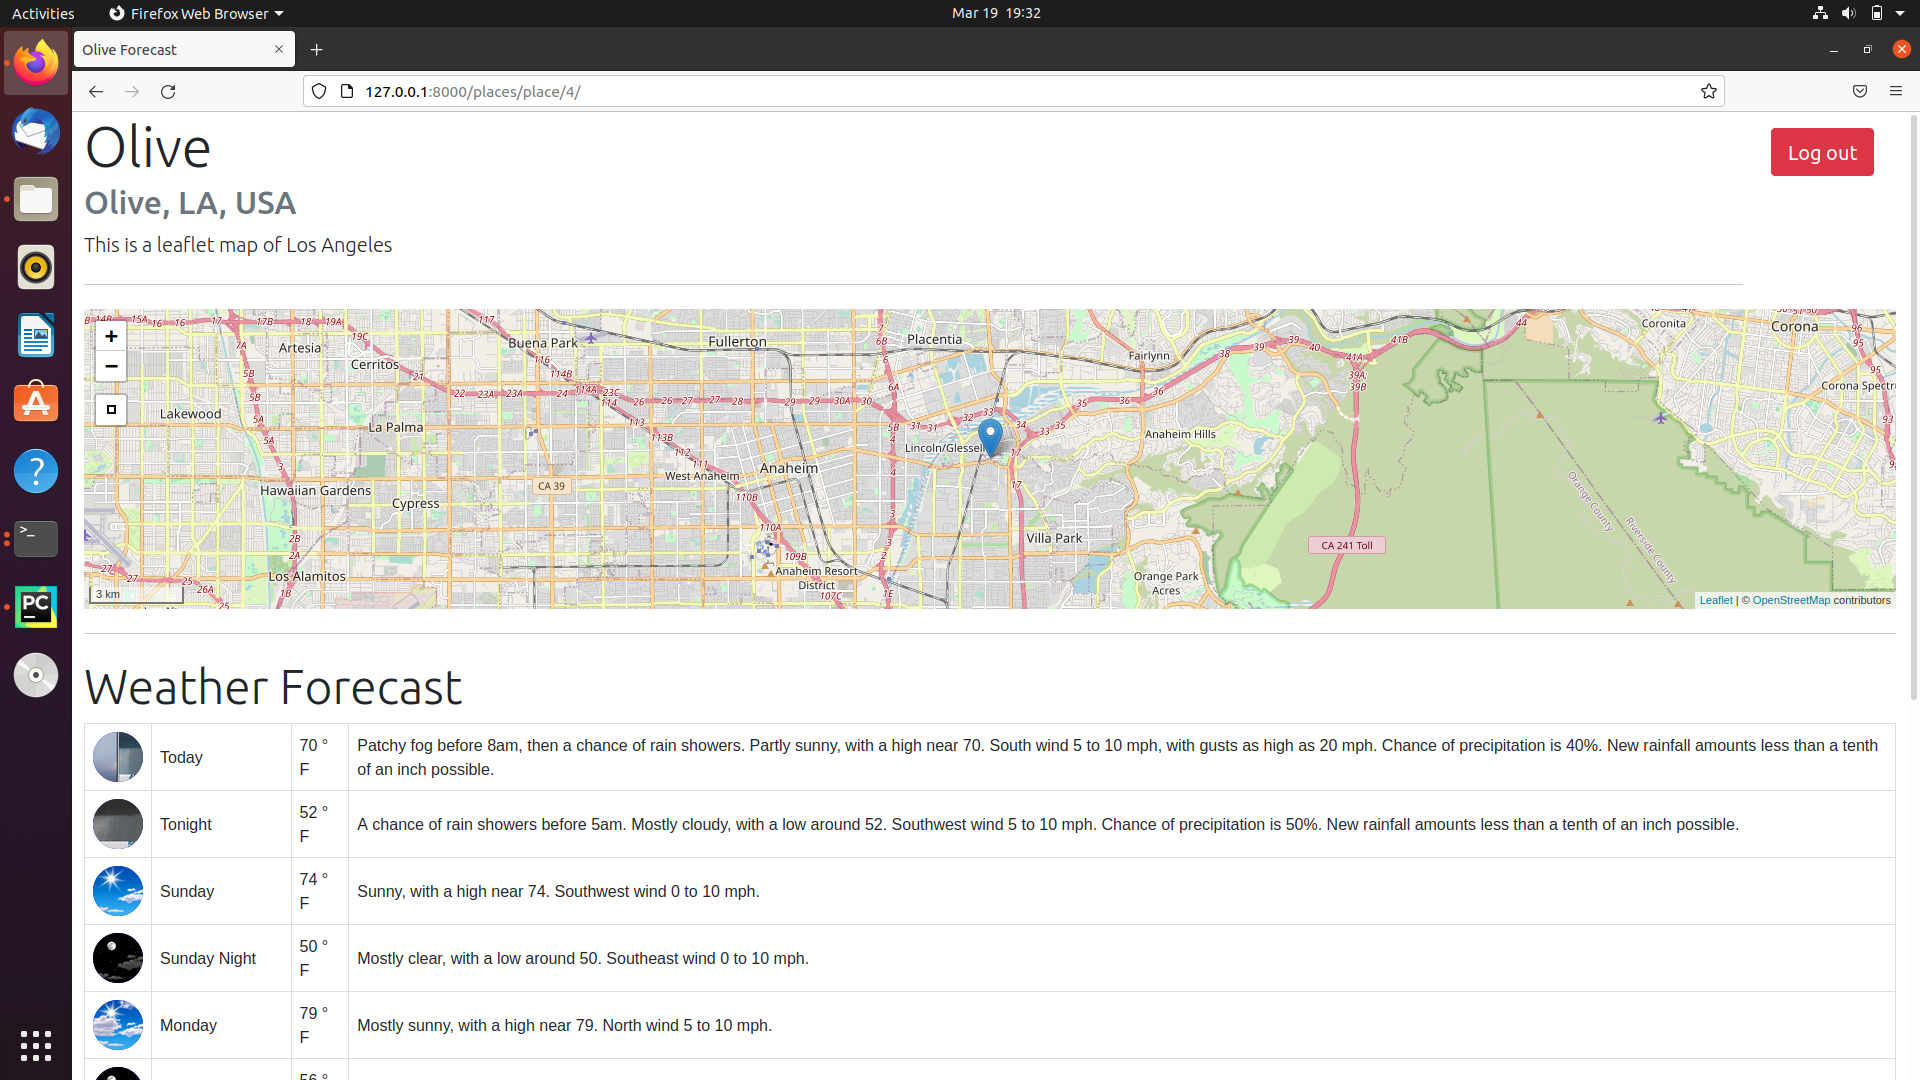 Activities
Firefox Web Browser
Mar 19 19:32
Olive Forecast
127.0.0.1:8000/places/place/4/
Olive
Log out
Olive, LA, USA
This is a leaflet map of Los Angeles
+
−
Artesia
Cerritos
Buena Park
Fullerton
Placentia
Fairlynn
Coronita
Corona
Corona Spectru
Lakewood
La Palma
Lincoln/Glessell
Anaheim Hills
West Anaheim
Anaheim
Hawaiian Gardens
Cypress
CA 39
Villa Park
CA 241 Toll
Orange County
Riverside County
Los Alamitos
Anaheim Resort
District
Orange Park
Acres
3 km
Leaflet | © OpenStreetMap contributors
Weather Forecast
Today
70 °
F
Patchy fog before 8am, then a chance of rain showers. Partly sunny, with a high near 70. South wind 5 to 10 mph, with gusts as high as 20 mph. Chance of precipitation is 40%. New rainfall amounts less than a tenth
of an inch possible.
Tonight
52 °
F
A chance of rain showers before 5am. Mostly cloudy, with a low around 52. Southwest wind 5 to 10 mph. Chance of precipitation is 50%. New rainfall amounts less than a tenth of an inch possible.
Sunday
74 °
F
Sunny, with a high near 74. Southwest wind 0 to 10 mph.
Sunday Night
50 °
F
Mostly clear, with a low around 50. Southeast wind 0 to 10 mph.
Monday
79 °
F
Mostly sunny, with a high near 79. North wind 5 to 10 mph.
56 °